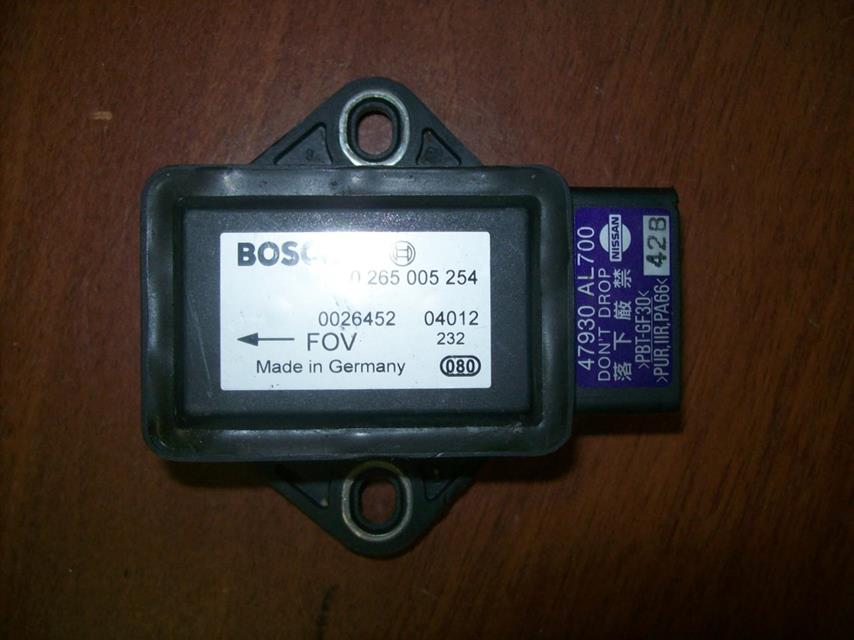 BOSCH
0 265 005 254
0026452 04012
FOV 232
Made in Germany 080
47930 AL700
DON'T DROP
落下厳禁
>PBT-GF30<
>PUR,IIR,PA66<
NISSAN
42B